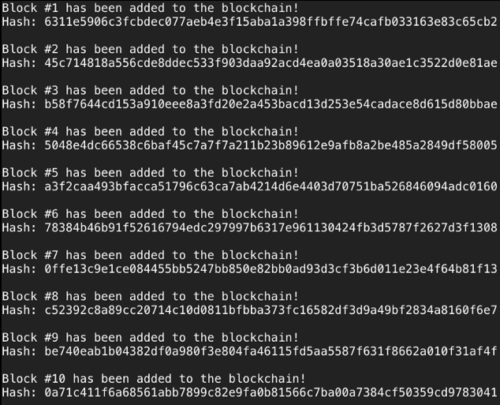 Block #1 has been added to the blockchain!
Hash: 6311e5906c3fcbdec077aeb4e3f15aba1a398ffbffe74cafb033163e83c65cb2
Block #2 has been added to the blockchain!
Hash: 45c714818a556cde8ddec533f903daa92acd4ea0a03518a30ae1c3522d0e81ae
Block #3 has been added to the blockchain!
Hash: b58f7644cd153a910eee8a3fd20e2a453bacd13d253e54cadace8d615d80bbae
Block #4 has been added to the blockchain!
Hash: 5048e4dc66538c6baf45c7a7f7a211b23b89612e9afb8a2be485a2849df58005
Block #5 has been added to the blockchain!
Hash: a3f2caa493bfacca51796c63ca7ab4214d6e4403d70751ba526846094adc0160
Block #6 has been added to the blockchain!
Hash: 78384b46b91f52616794edc297997b6317e961130424fb3d5787f2627d3f1308
Block #7 has been added to the blockchain!
Hash: 0ffe13c9e1ce084455bb5247bb850e82bb0ad93d3cf3b6d011e23e4f64b81f13
Block #8 has been added to the blockchain!
Hash: c52392c8a89cc20714c10d0811bfbba373fc16582df3d9a49bf2834a8160f6e7
Block #9 has been added to the blockchain!
Hash: be740eab1b04382df0a980f3e804fa46115fd5aa5587f631f8662a010f31af4f
Block #10 has been added to the blockchain!
Hash: 0a71c411f6a68561abb7899c82e9fa0b81566c7ba00a7384cf50359cd9783041